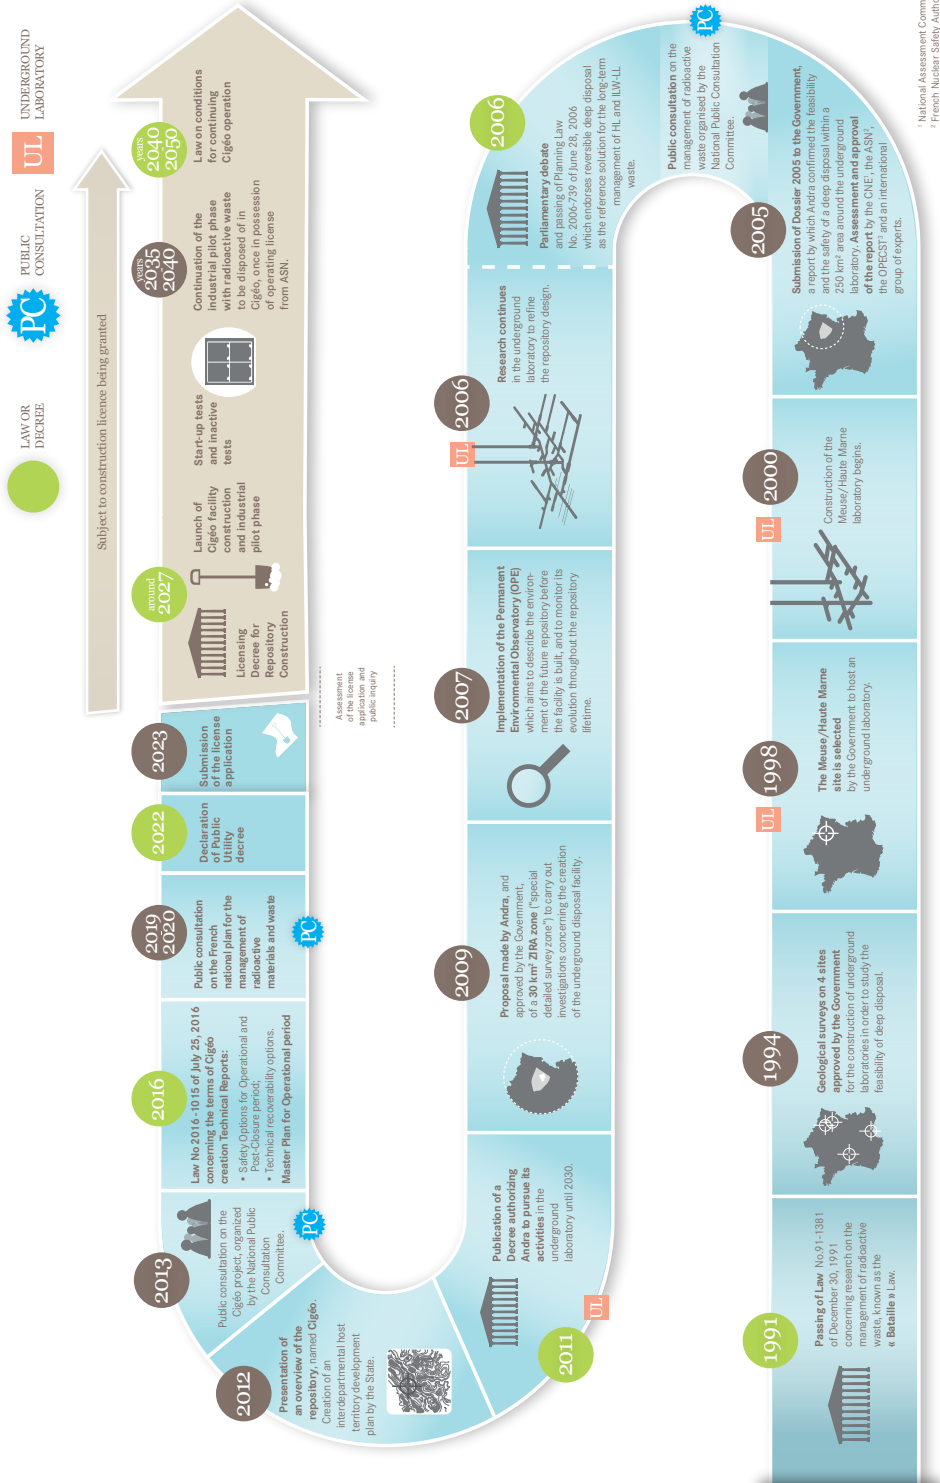 LAW OR
DECREE
PC
PUBLIC
CONSULTATION
UL
UNDERGROUND
LABORATORY
Subject to construction licence being granted
1991
Passing of Law No.91-1381
of December 30, 1991
concerning research on the
management of radioactive
waste, known as the
« Bataille » Law.
1994
Geological surveys on 4 sites
approved by the Government
for the construction of underground
laboratories in order to study the
feasibility of deep disposal.
UL
1998
The Meuse/Haute Marne
site is selected
by the Government to host an
underground laboratory.
UL
2000
Construction of the
Meuse/Haute Marne
laboratory begins.
2005
Submission of Dossier 2005 to the Government,
a report by which Andra confirmed the feasibility
and the safety of a deep disposal within a
250 km² area around the underground
laboratory. Assessment and approval
of the report by the CNE¹, the ASN²,
the OPECST³ and an international
group of experts.
PC
Public consultation on the
management of radioactive
waste organised by the
National Public Consultation
Committee.
2006
Parliamentary debate
and passing of Planning Law
No. 2006-739 of June 28, 2006
which endorses reversible deep disposal
as the reference solution for the long-term
management of HL and ILW-LL
waste.
UL
2006
Research continues
in the underground
laboratory to refine
the repository design.
2007
Implementation of the Permanent
Environmental Observatory (OPE)
which aims to describe the environ-
ment of the future repository before
the facility is built, and to monitor its
evolution throughout the repository
lifetime.
2009
Proposal made by Andra, and
approved by the Government,
of a 30 km² ZIRA zone ("special
detailed survey zone") to carry out
investigations concerning the creation
of the underground disposal facility.
2011
UL
Publication of a
Decree authorizing
Andra to pursue its
activities in the
underground
laboratory until 2030.
2012
Presentation of
an overview of the
repository, named Cigéo.
Creation of an
interdepartmental host
territory development
plan by the State.
2013
Public consultation on the
Cigéo project, organized
by the National Public
Consultation
Committee.
PC
2016
Law No 2016 -1015 of July 25, 2016
concerning the terms of Cigéo
creation Technical Reports:
• Safety Options for Operational and
Post-Closure period;
• Technical recoverability options.
Master Plan for Operational period
2019
2020
Public consultation
on the French
national plan for the
management of
radioactive
materials and waste
PC
2022
Declaration
of Public
Utility
decree
2023
Submission
of the license
application
Assessment
of the license
application and
public inquiry
around
2027
Licensing
Decree for
Repository
Construction
Launch of
Cigéo facility
construction
and industrial
pilot phase
Start-up tests
and inactive
tests
years
2035
2040
Continuation of the
industrial pilot phase
with radioactive waste
to be disposed of in
Cigéo, once in possession
of operating license
from ASN.
years
2040
2050
Law on conditions
for continuing
Cigéo operation
¹ National Assessment Comm
² French Nuclear Safety Autho